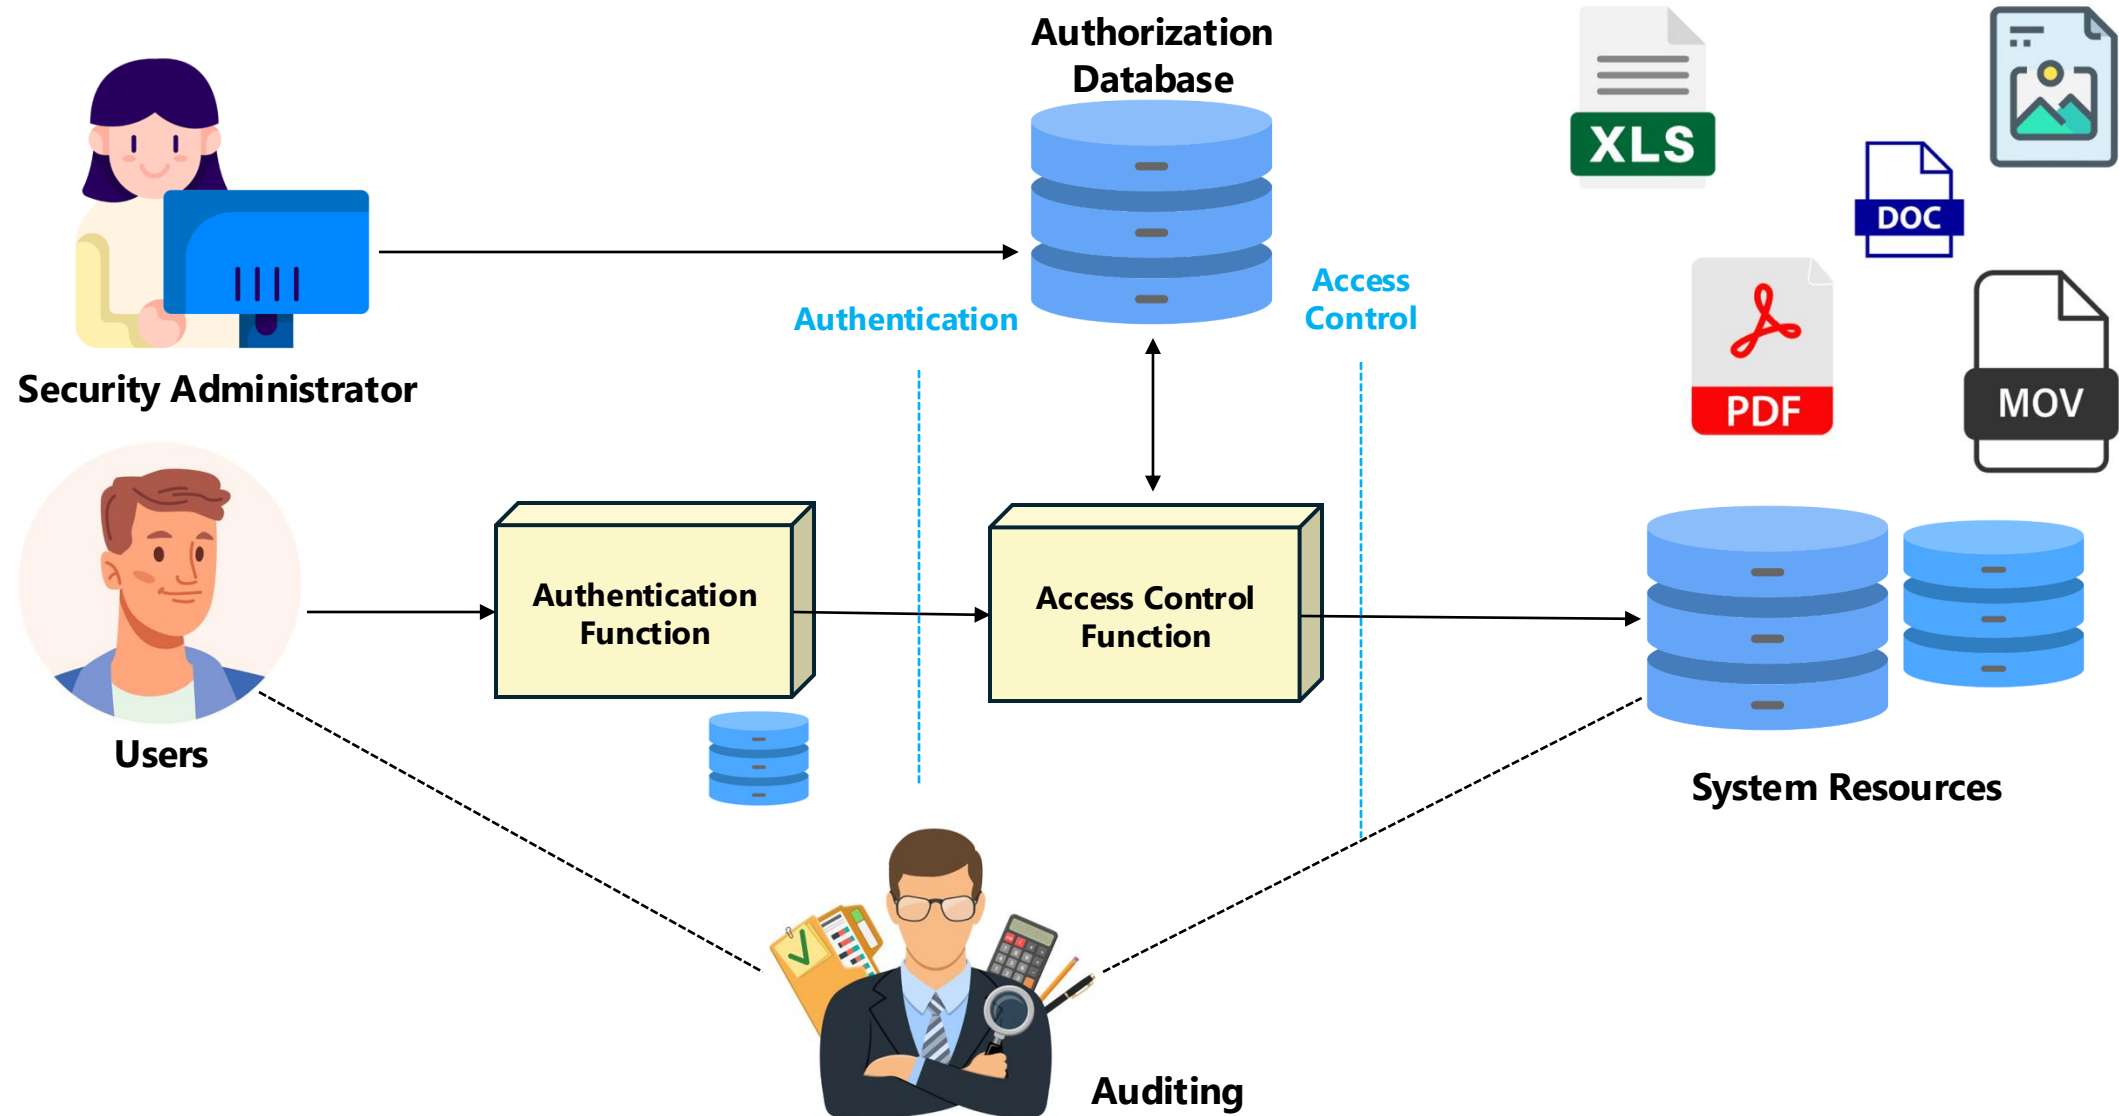 Authorization
Database
XLS
DOC
Access
Control
Authentication
PDF
MOV
Security Administrator
Authentication
Function
Access Control
Function
Users
System Resources
Auditing